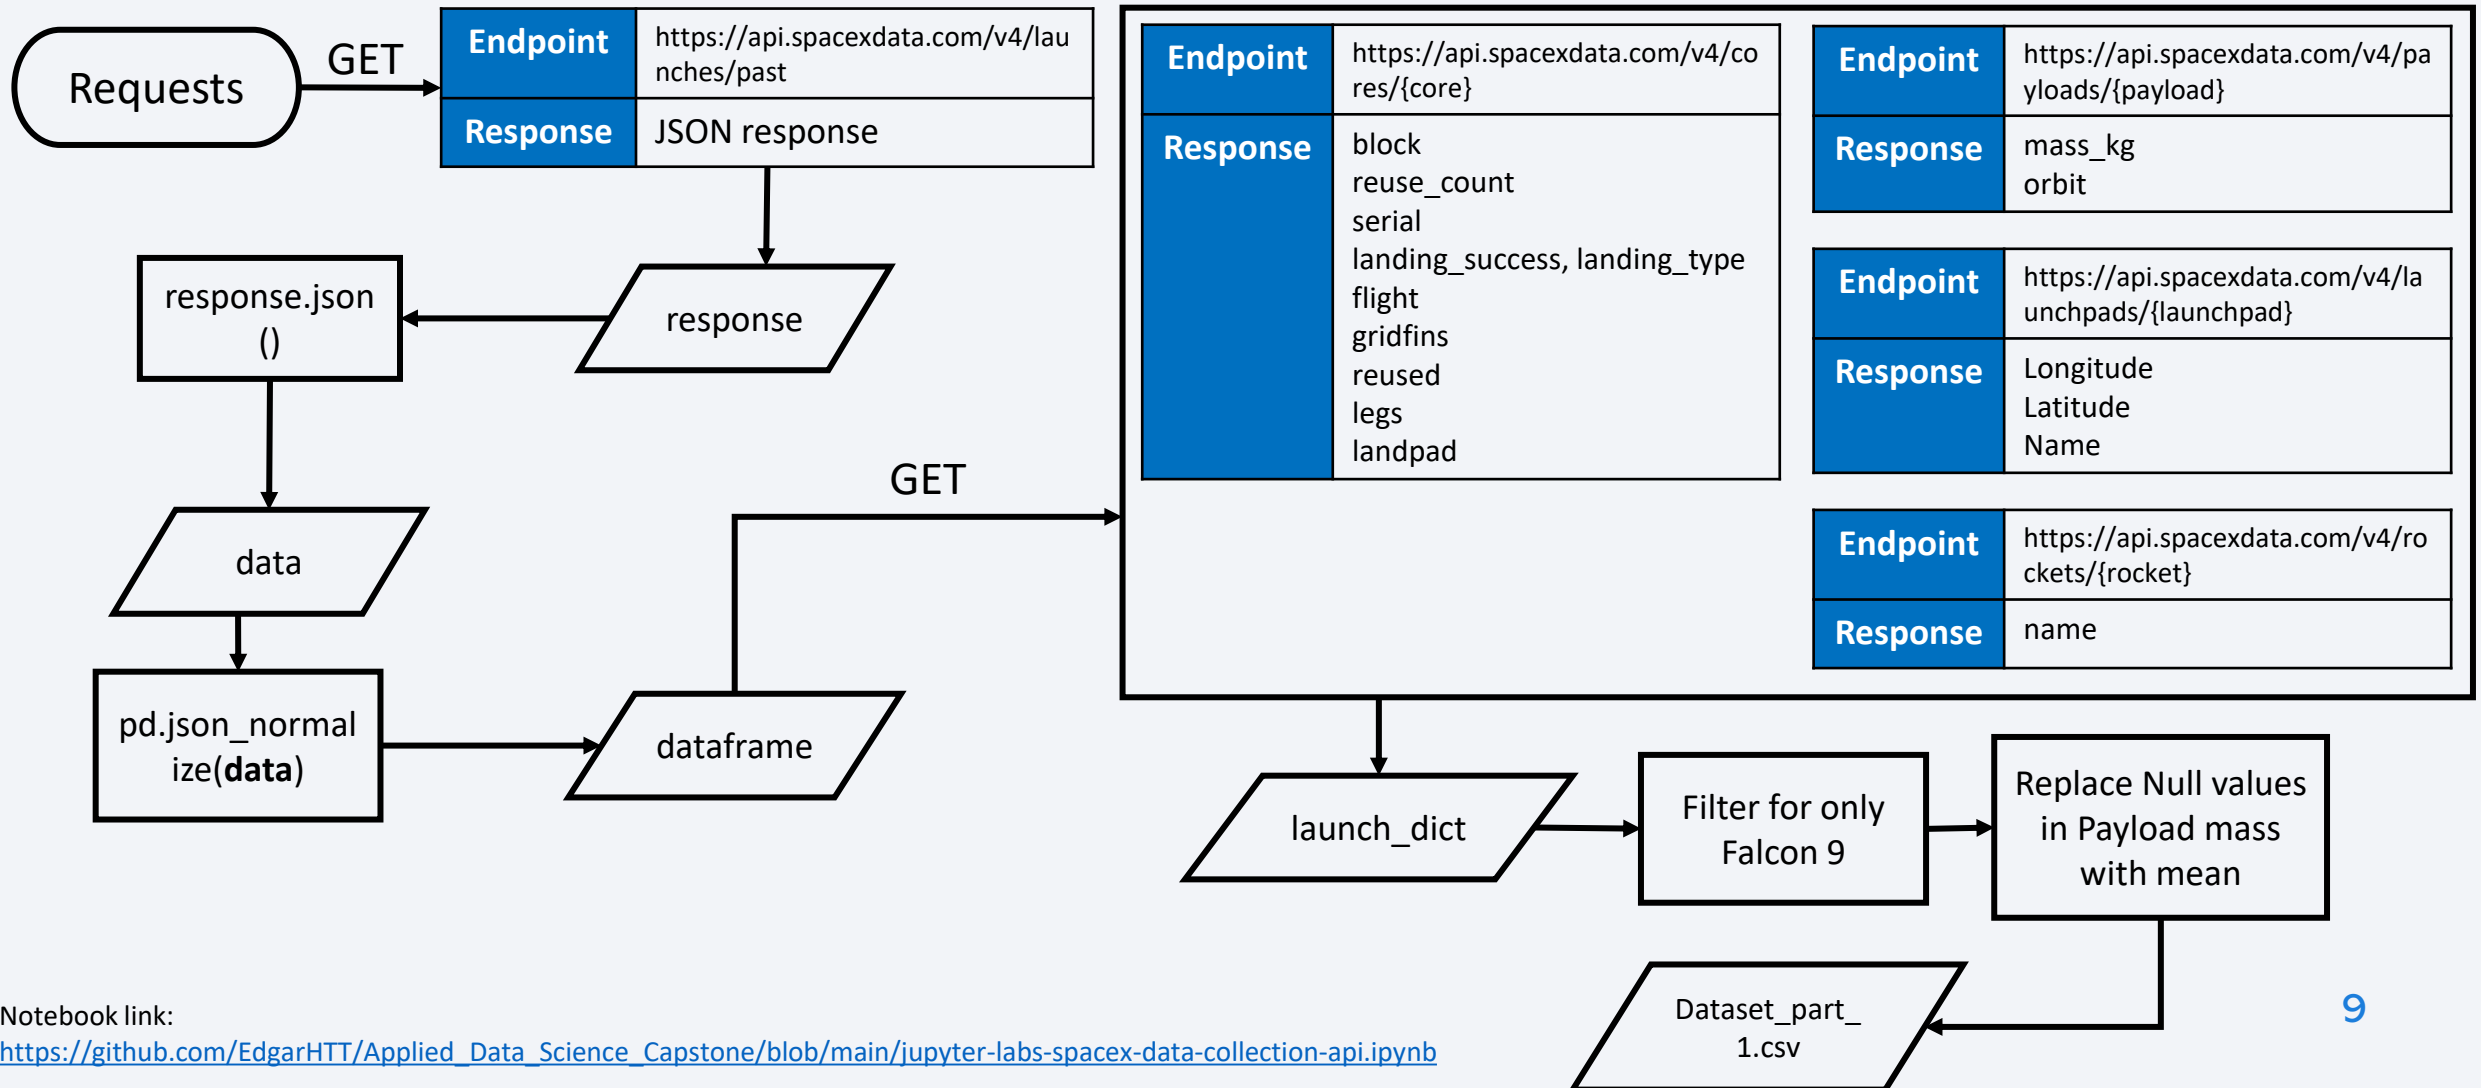 Requests
GET
Endpoint
https://api.spacexdata.com/v4/lau
nches/past
Response
JSON response
response
response.json
()
data
pd.json_normal
ize(data)
dataframe
GET
Endpoint
https://api.spacexdata.com/v4/co
res/{core}
Response
block
reuse_count
serial
landing_success, landing_type
flight
gridfins
reused
legs
landpad
Endpoint
https://api.spacexdata.com/v4/pa
yloads/{payload}
Response
mass_kg
orbit
Endpoint
https://api.spacexdata.com/v4/la
unchpads/{launchpad}
Response
Longitude
Latitude
Name
Endpoint
https://api.spacexdata.com/v4/ro
ckets/{rocket}
Response
name
launch_dict
Filter for only
Falcon 9
Replace Null values
in Payload mass
with mean
Dataset_part_
1.csv
Notebook link:
https://github.com/EdgarHTT/Applied_Data_Science_Capstone/blob/main/jupyter-labs-spacex-data-collection-api.ipynb
9